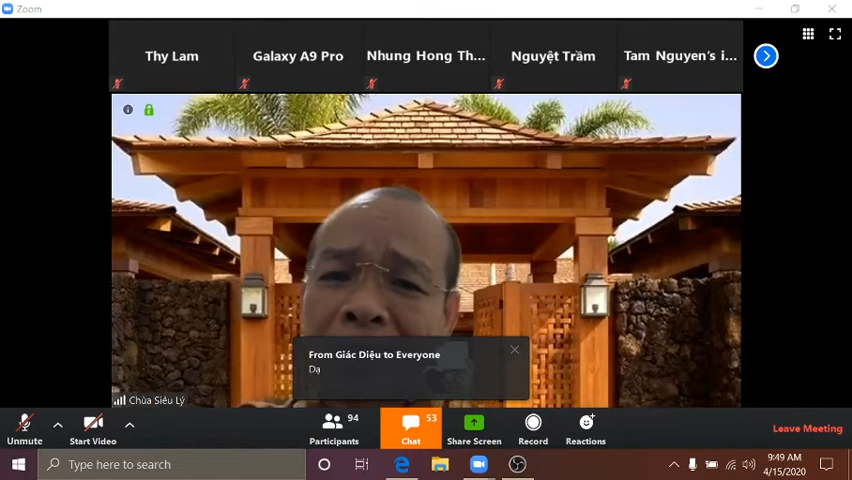 Zoom
Thy Lam
Galaxy A9 Pro
Nhung Hong Th...
Nguyệt Trầm
Tam Nguyen's i...
From Giác Diệu to Everyone
Dạ
Chùa Siêu Lý
Unmute
Start Video
94
Participants
53
Chat
Share Screen
Record
Reactions
Leave Meeting
Type here to search
9:49 AM
4/15/2020